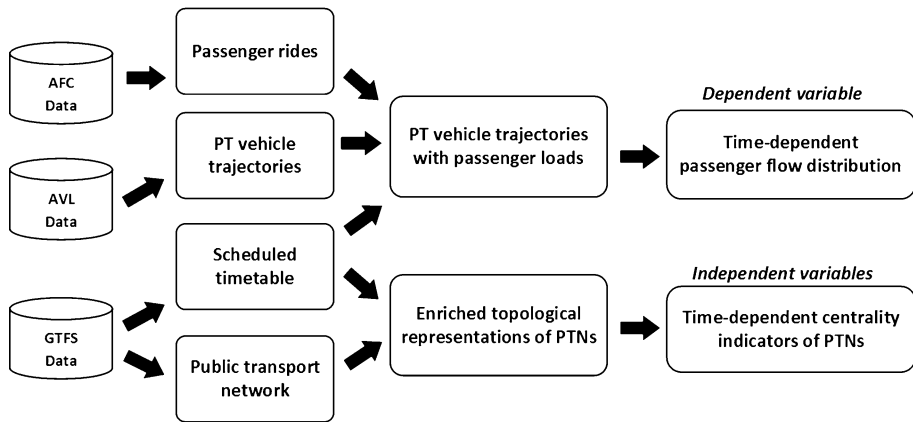 AFC
Data
AVL
Data
GTFS
Data
Passenger rides
PT vehicle
trajectories
Scheduled
timetable
Public transport
network
PT vehicle trajectories
with passenger loads
Enriched topological
representations of PTNs
Dependent variable
Time-dependent
passenger flow distribution
Independent variables
Time-dependent centrality
indicators of PTNs